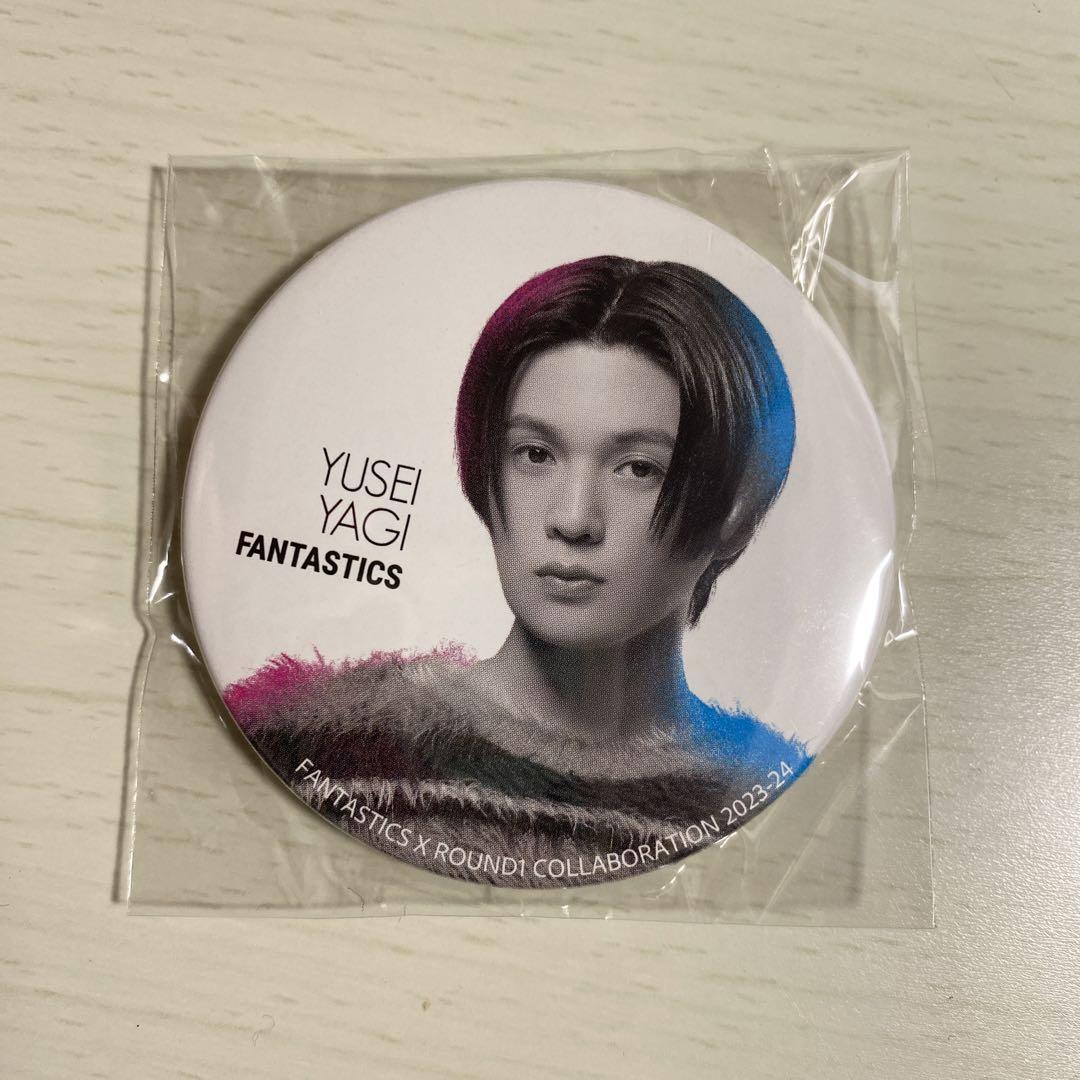 YUSEI
YAGI
FANTASTICS
FANTASTICS X ROUND1 COLLABORATION 2023-24